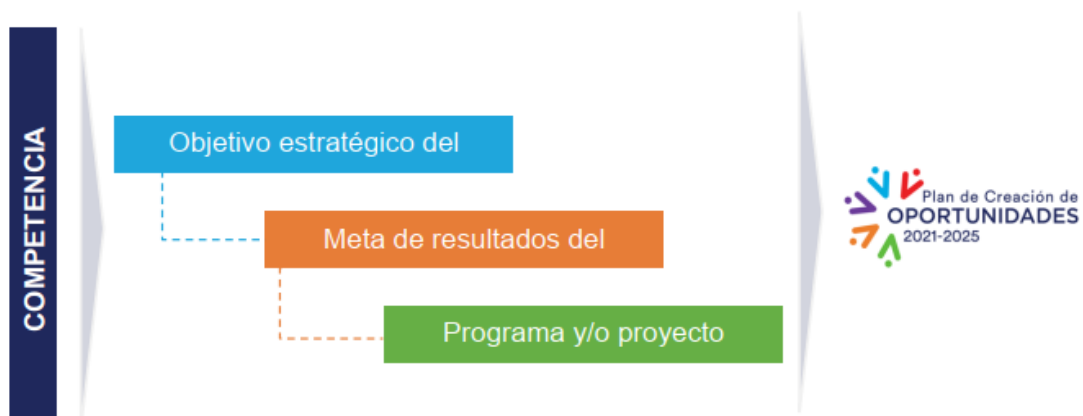 COMPETENCIA
Objetivo estratégico del
Meta de resultados del
Programa y/o proyecto
Plan de Creación de
OPORTUNIDADES
2021-2025